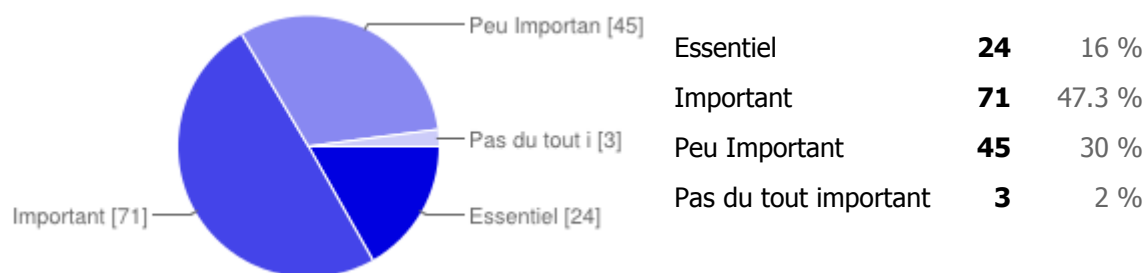 Peu Importan [45]
Pas du tout i [3]
Important [71]
Essentiel [24]
Essentiel 24 16 %
Important 71 47.3 %
Peu Important 45 30 %
Pas du tout important 3 2 %